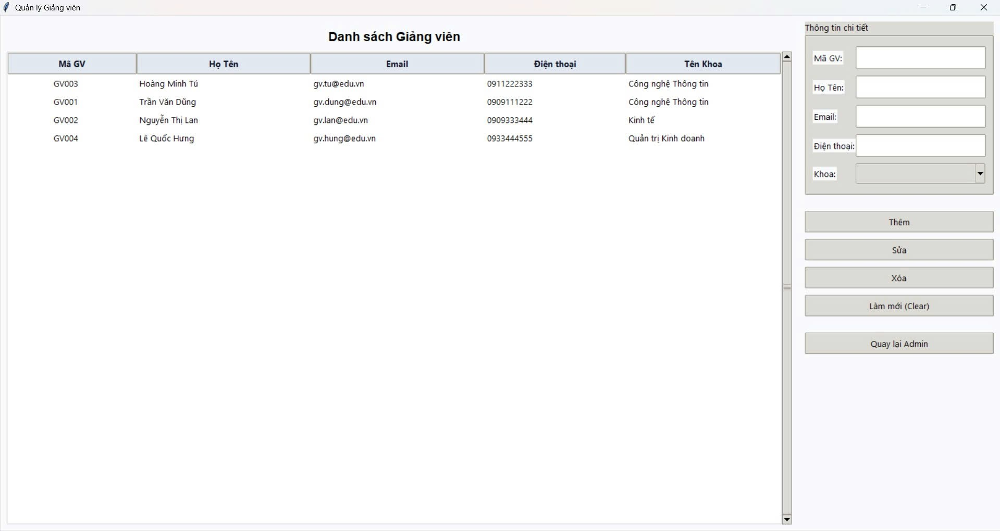 Quản lý Giảng viên
Danh sách Giảng viên
Mã GV Họ Tên Email Điện thoại Tên Khoa
GV003 Hoàng Minh Tú gv.tu@edu.vn 0911222333 Công nghệ Thông tin
GV001 Trần Văn Dũng gv.dung@edu.vn 0909111222 Công nghệ Thông tin
GV002 Nguyễn Thị Lan gv.lan@edu.vn 0909333444 Kinh tế
GV004 Lê Quốc Hưng gv.hung@edu.vn 0933444555 Quản trị Kinh doanh
Thông tin chi tiết
Mã GV:
Họ Tên:
Email:
Điện thoại:
Khoa:
Thêm
Sửa
Xóa
Làm mới (Clear)
Quay lại Admin